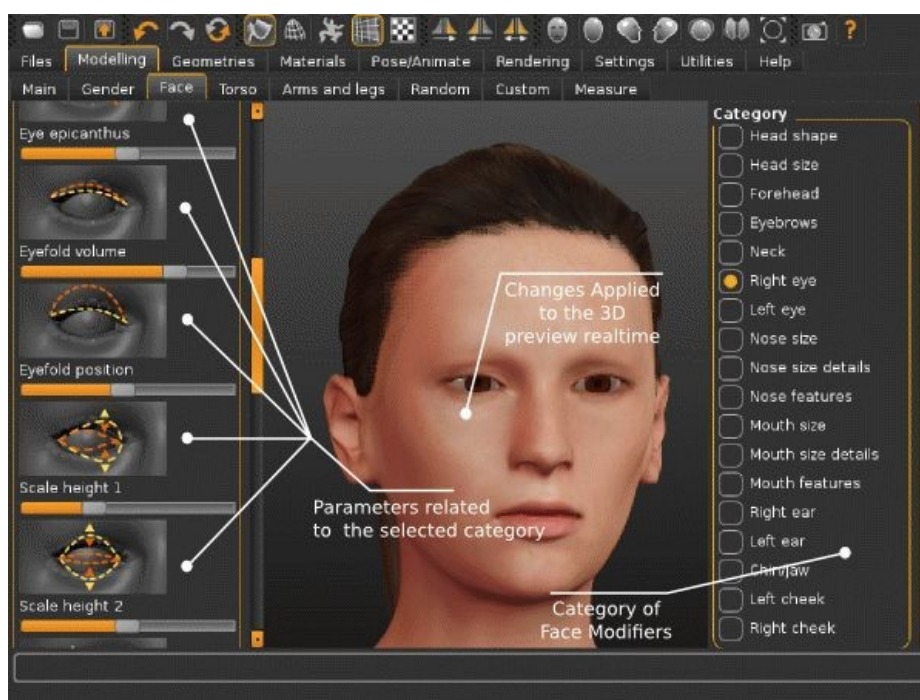 Files Modelling Geometries Materials Pose/Animate Rendering Settings Utilities Help
Main Gender Face Torso Arms and legs Random Custom Measure
Eye epicanthus
Eyefold volume
Eyefold position
Scale height 1
Scale height 2
Changes Applied
to the 3D
preview realtime
Parameters related
to the selected category
Category of
Face Modifiers
Category
Head shape
Head size
Forehead
Eyebrows
Neck
Right eye
Left eye
Nose size
Nose size details
Nose features
Mouth size
Mouth size details
Mouth features
Right ear
Left ear
Chin/jaw
Left cheek
Right cheek